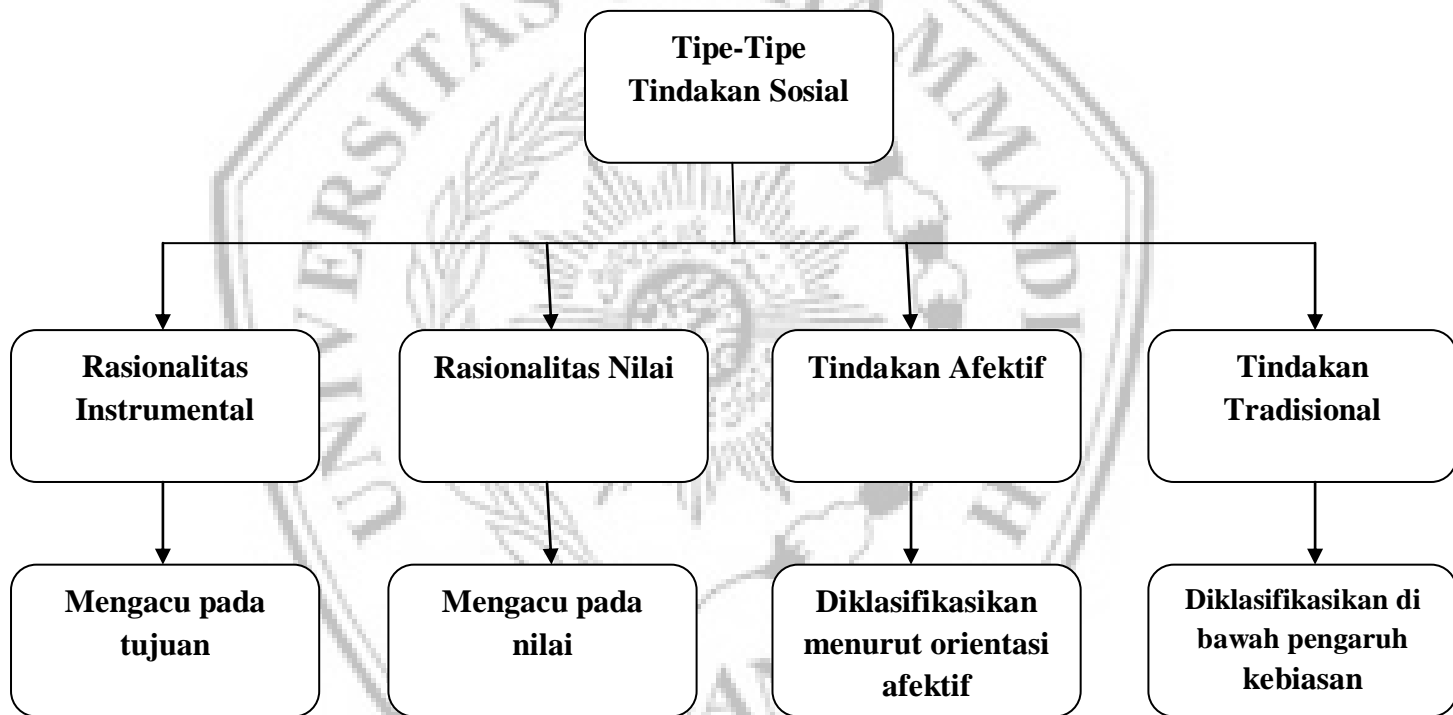 Tipe-Tipe
Tindakan Sosial
Rasionalitas
Instrumental
Rasionalitas Nilai
Tindakan Afektif
Tindakan
Tradisional
Mengacu pada
tujuan
Mengacu pada
nilai
Diklasifikasikan
menurut orientasi
afektif
Diklasifikasikan di
bawah pengaruh
kebiasan